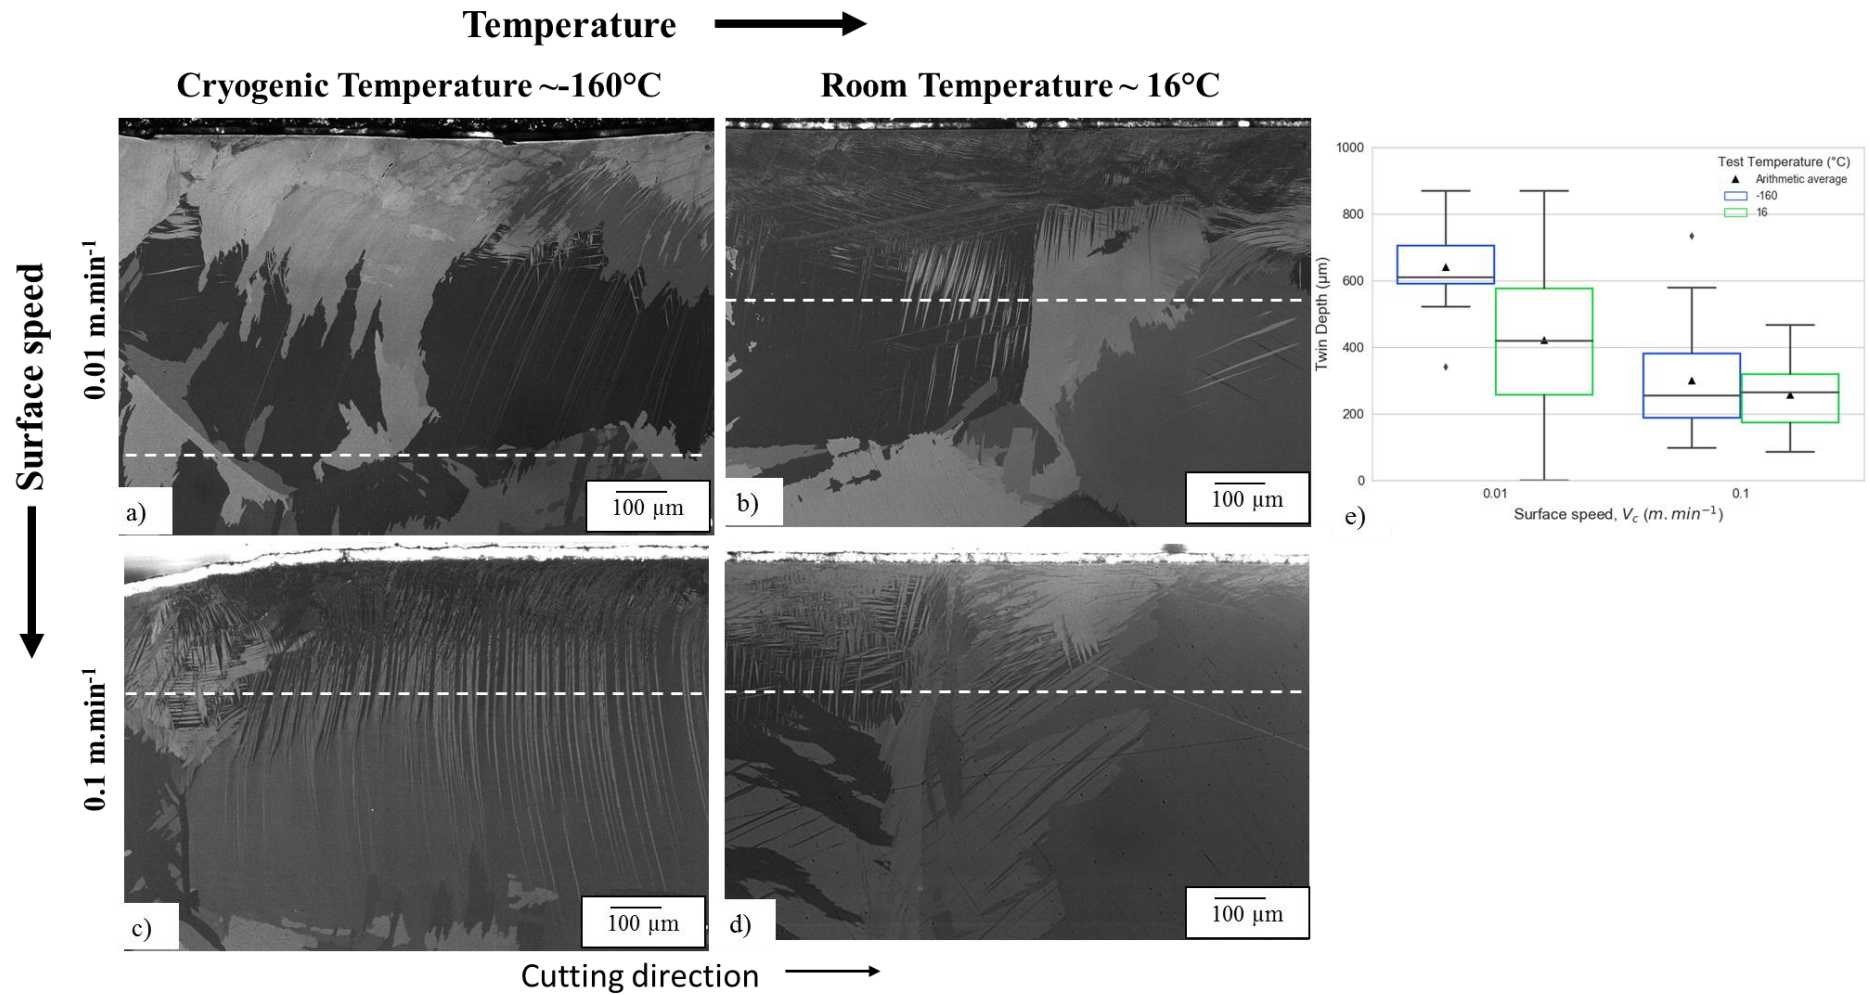 Temperature
Cryogenic Temperature ~-160°C
Room Temperature ~ 16°C
Surface speed
0.01 m.min-1
0.1 m.min-1
a)
100 µm
b)
100 µm
c)
100 µm
d)
100 µm
Cutting direction
1000
800
600
400
200
0
Twin Depth (µm)
Test Temperature (°C)
Arithmetic average
-160
16
0.01
0.1
Surface speed, Vc (m.min−1)
e)